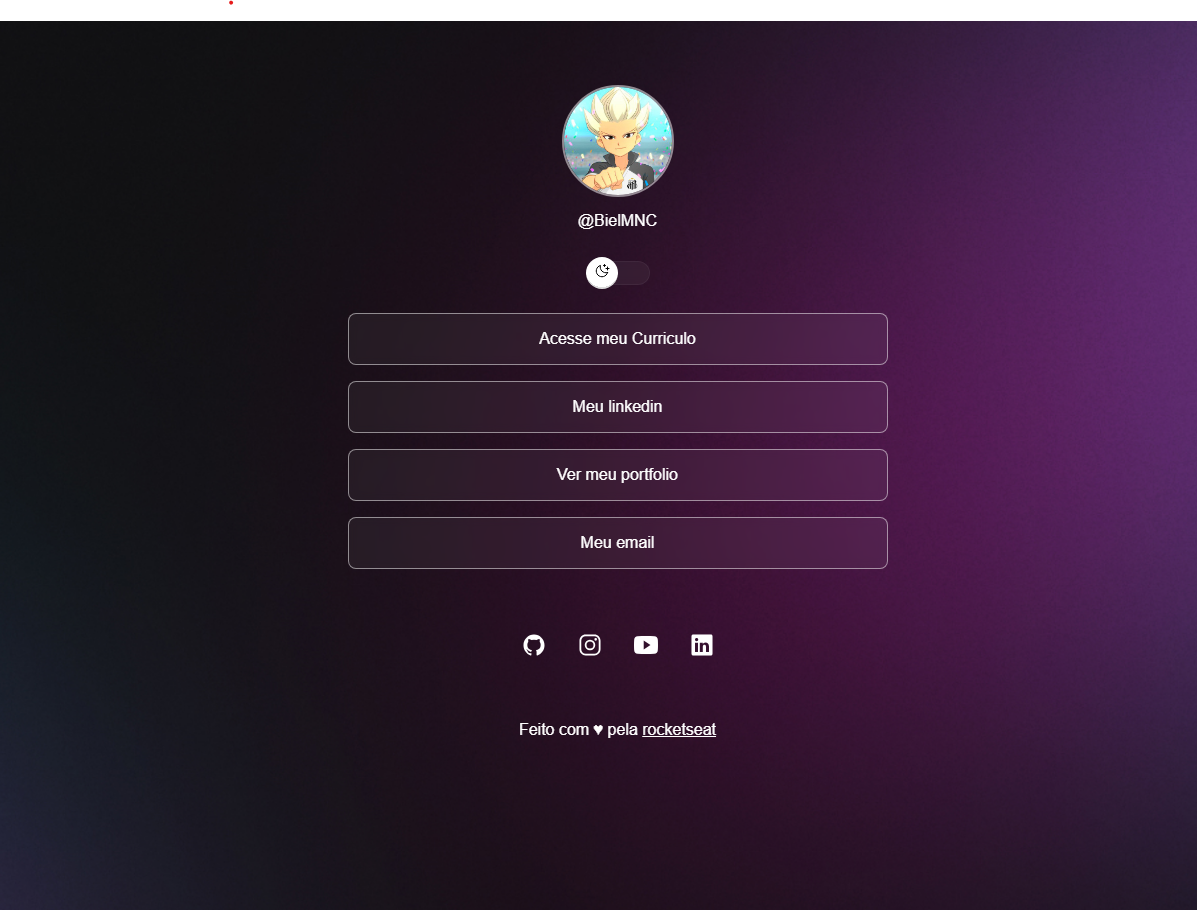 @BielMNC
Acesse meu Curriculo
Meu linkedin
Ver meu portfolio
Meu email
Feito com ♥ pela rocketseat